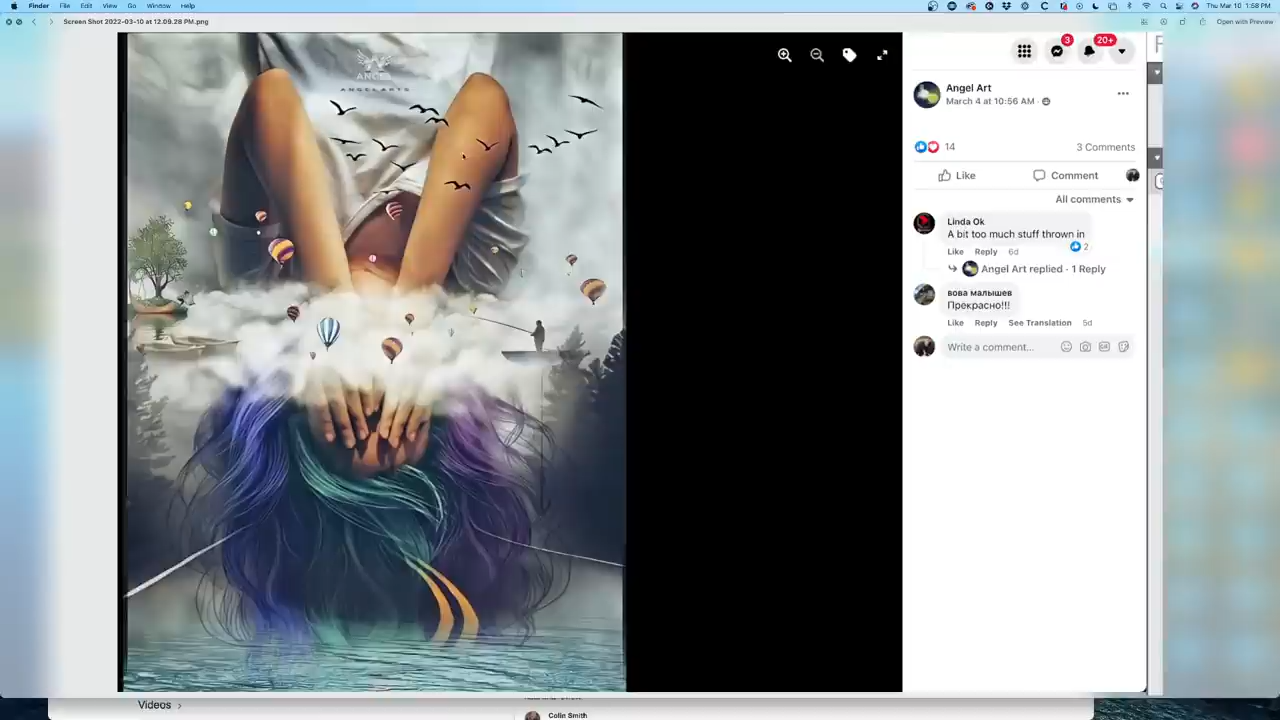 Finder File Edit View Go Window Help
Thu Mar 10 1:58 PM
Screen Shot 2022-03-10 at 12.09.28 PM.png
Open with Preview
ANGEL
ANGELARTS
3
20+
Angel Art
March 4 at 10:56 AM ·
14
3 Comments
Like
Comment
All comments
Linda Ok
A bit too much stuff thrown in
2
Like Reply 6d
Angel Art replied · 1 Reply
вова малышев
Прекрасно!!!
Like Reply See Translation 5d
Write a comment...
Videos
Colin Smith